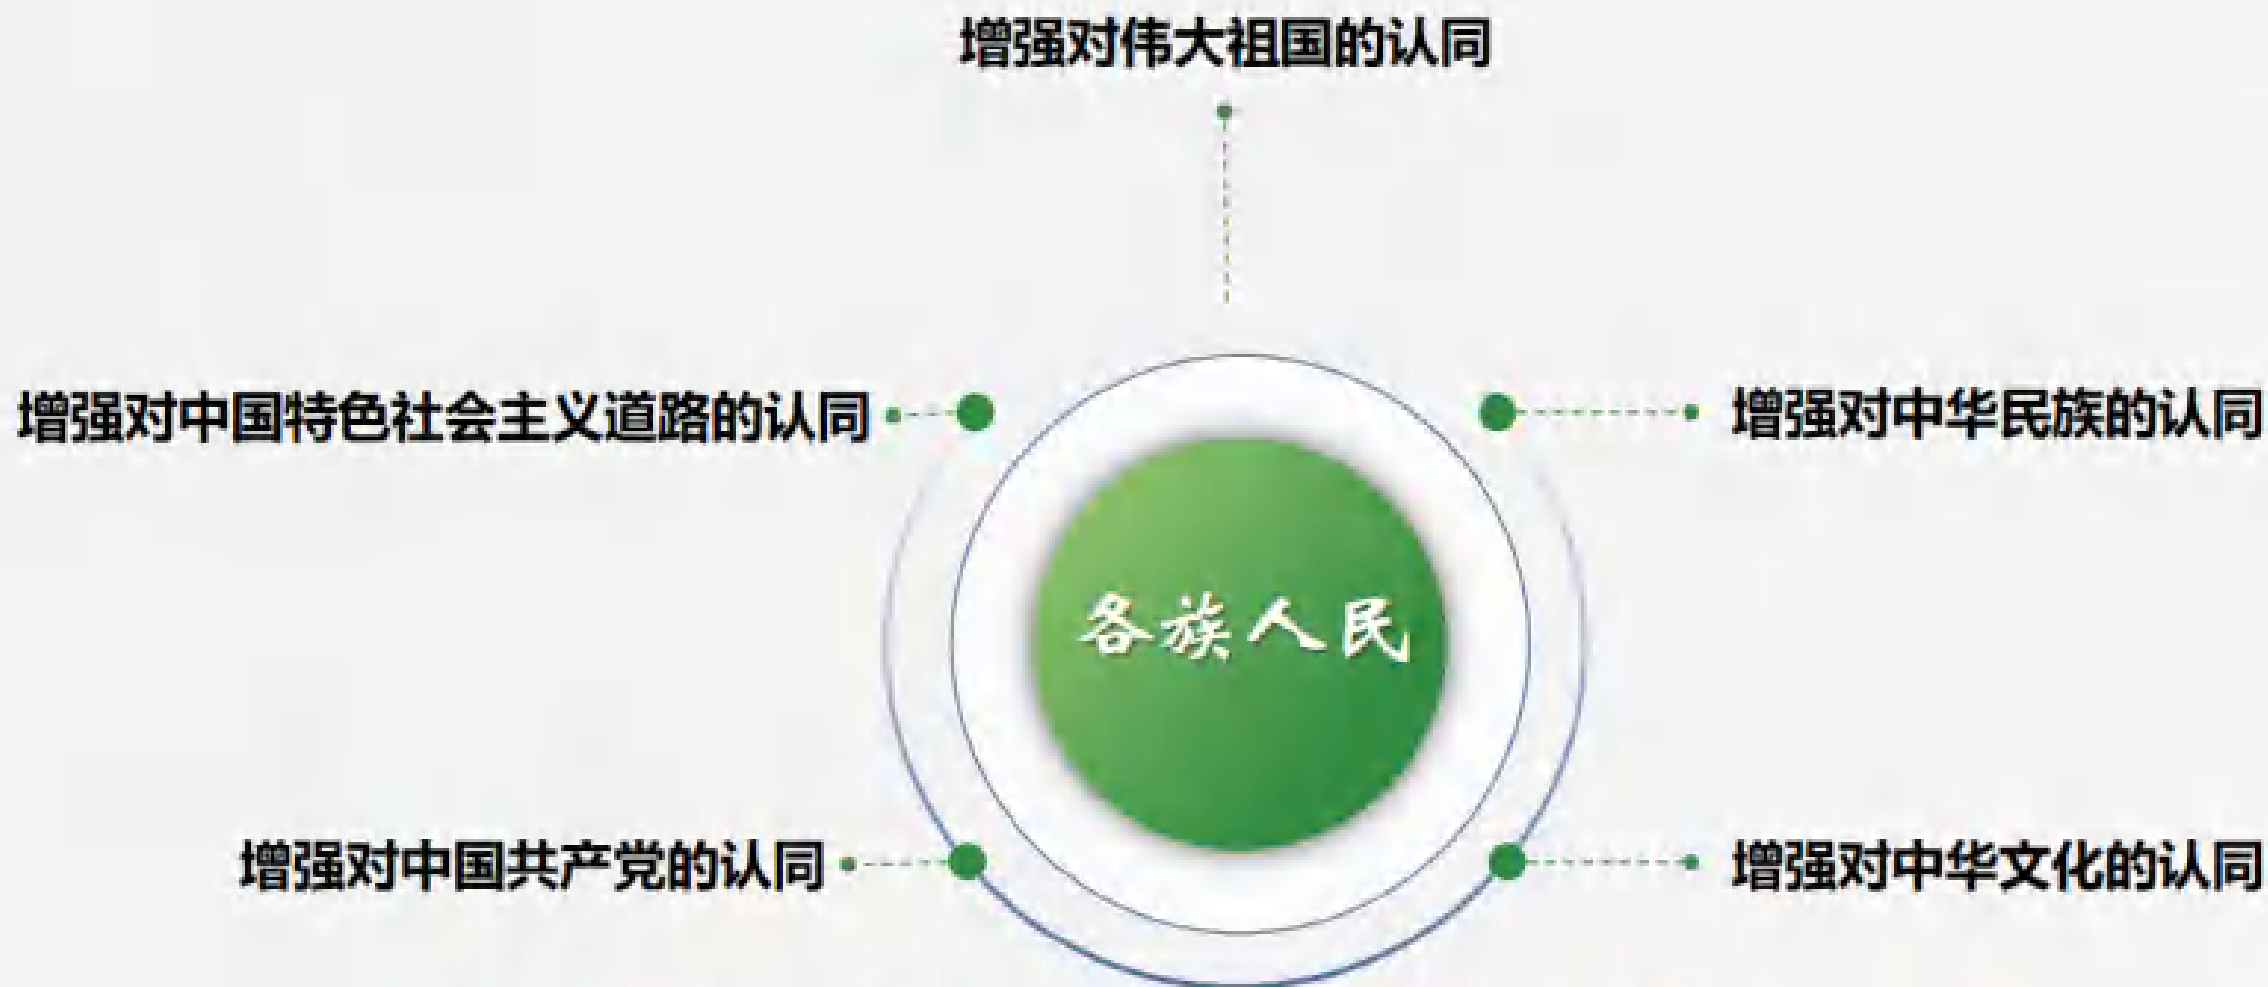 增强对伟大祖国的认同
增强对中国特色社会主义道路的认同
增强对中华民族的认同
各族人民
增强对中国共产党的认同
增强对中华文化的认同